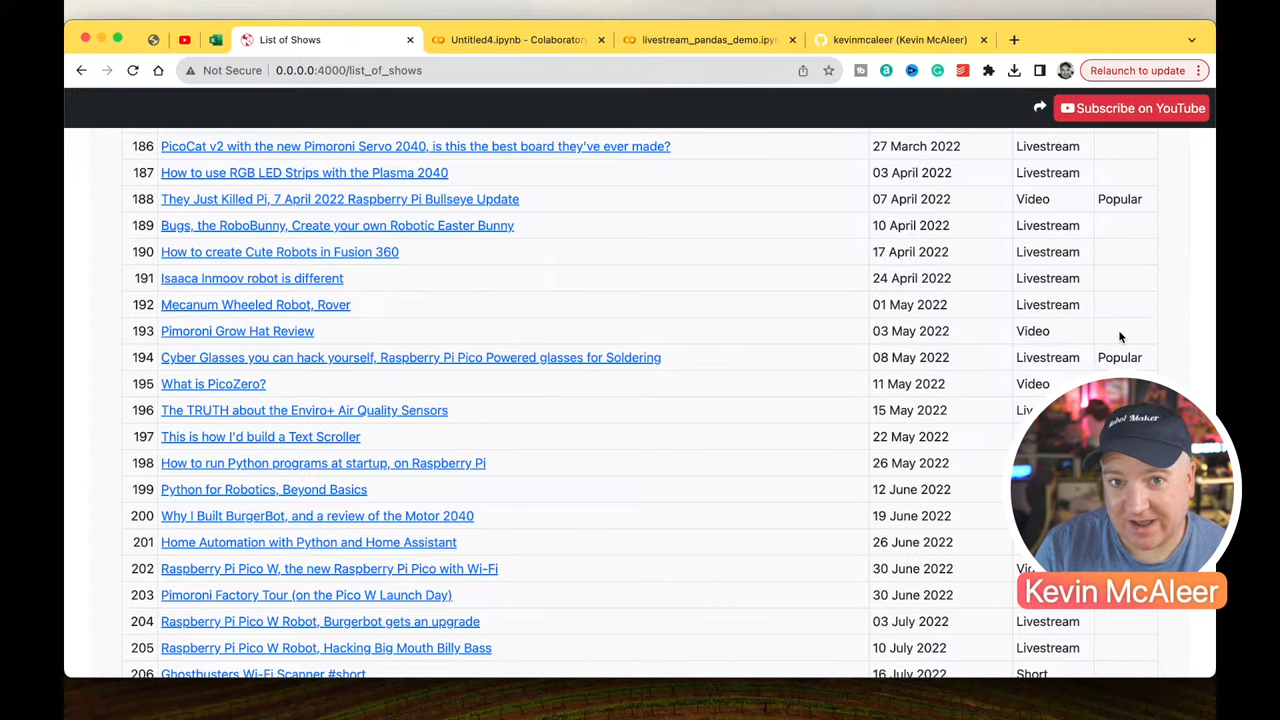 List of Shows
Untitled4.ipynb - Colaborator
livestream_pandas_demo.ipyn
kevinmcaleer (Kevin McAleer)
Not Secure 0.0.0.0:4000/list_of_shows
Relaunch to update
Subscribe on YouTube
186 PicoCat v2 with the new Pimoroni Servo 2040, is this the best board they've ever made? 27 March 2022 Livestream
187 How to use RGB LED Strips with the Plasma 2040 03 April 2022 Livestream
188 They Just Killed Pi, 7 April 2022 Raspberry Pi Bullseye Update 07 April 2022 Video Popular
189 Bugs, the RoboBunny, Create your own Robotic Easter Bunny 10 April 2022 Livestream
190 How to create Cute Robots in Fusion 360 17 April 2022 Livestream
191 Isaaca Inmoov robot is different 24 April 2022 Livestream
192 Mecanum Wheeled Robot, Rover 01 May 2022 Livestream
193 Pimoroni Grow Hat Review 03 May 2022 Video
194 Cyber Glasses you can hack yourself, Raspberry Pi Pico Powered glasses for Soldering 08 May 2022 Livestream Popular
195 What is PicoZero? 11 May 2022 Video
196 The TRUTH about the Enviro+ Air Quality Sensors 15 May 2022
197 This is how I'd build a Text Scroller 22 May 2022
198 How to run Python programs at startup, on Raspberry Pi 26 May 2022
199 Python for Robotics, Beyond Basics 12 June 2022
200 Why I Built BurgerBot, and a review of the Motor 2040 19 June 2022
201 Home Automation with Python and Home Assistant 26 June 2022
202 Raspberry Pi Pico W, the new Raspberry Pi Pico with Wi-Fi 30 June 2022
203 Pimoroni Factory Tour (on the Pico W Launch Day) 30 June 2022
204 Raspberry Pi Pico W Robot, Burgerbot gets an upgrade 03 July 2022 Livestream
205 Raspberry Pi Pico W Robot, Hacking Big Mouth Billy Bass 10 July 2022 Livestream
206 Ghostbusters Wi-Fi Scanner #short 16 July 2022 Short
Robot Maker
Kevin McAleer